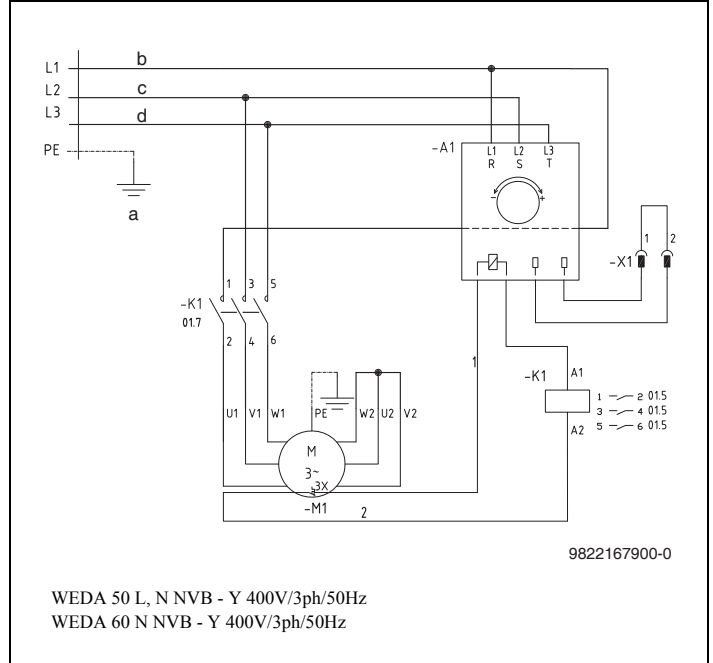 L1 b
L2 c
L3 d
PE
a
-A1
L1 L2 L3
R S T
- +
1 2
-X1
1 3 5
-K1
01.7
2 4 6
1
-K1 A1
A2
1 2 01.5
3 4 01.5
5 6 01.5
U1 V1 W1 PE W2 U2 V2
M
3~
3X
-M1
2
9822167900-0
WEDA 50 L, N NVB - Y 400V/3ph/50Hz
WEDA 60 N NVB - Y 400V/3ph/50Hz